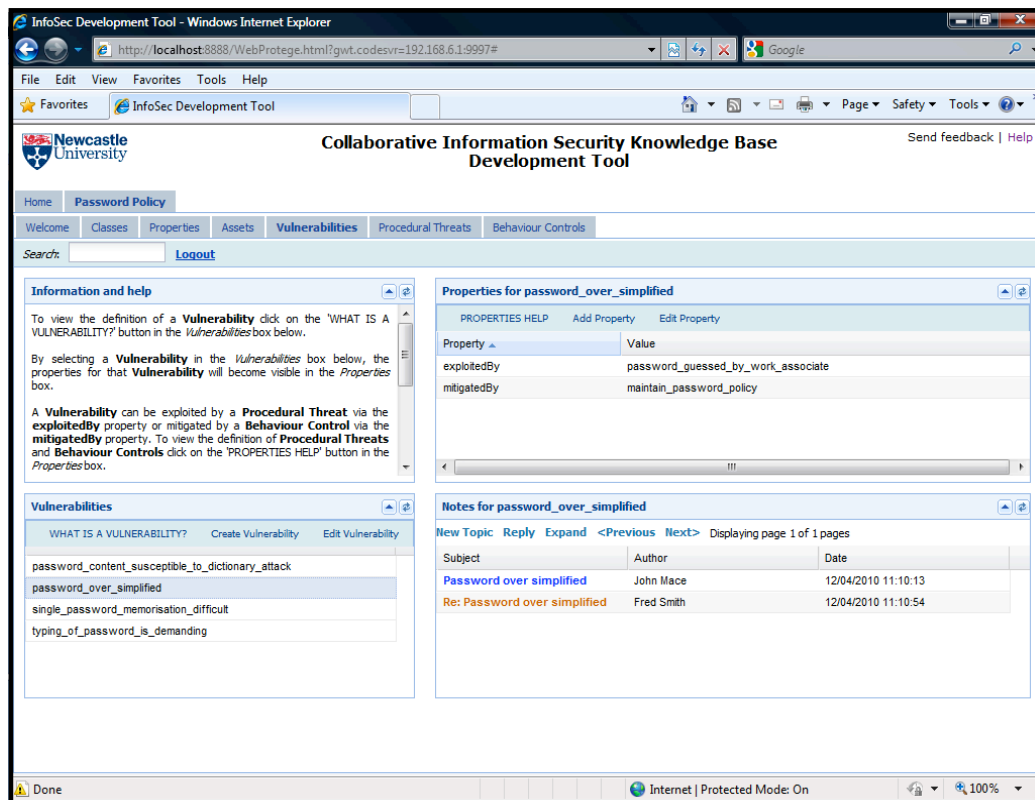 InfoSec Development Tool - Windows Internet Explorer
http://localhost:8888/WebProtege.html?gwt.codesvr=192.168.6.1:9997#
Google
File Edit View Favorites Tools Help
Favorites InfoSec Development Tool Page Safety Tools
Newcastle University
Collaborative Information Security Knowledge Base
Development Tool
Send feedback | Help
Home Password Policy
Welcome Classes Properties Assets Vulnerabilities Procedural Threats Behaviour Controls
Search: Logout
Information and help
To view the definition of a Vulnerability click on the 'WHAT IS A
VULNERABILITY?' button in the Vulnerabilities box below.
By selecting a Vulnerability in the Vulnerabilities box below, the
properties for that Vulnerability will become visible in the Properties
box.
A Vulnerability can be exploited by a Procedural Threat via the
exploitedBy property or mitigated by a Behaviour Control via the
mitigatedBy property. To view the definition of Procedural Threats
and Behaviour Controls click on the 'PROPERTIES HELP' button in the
Properties box.
Properties for password_over_simplified
PROPERTIES HELP Add Property Edit Property
Property Value
exploitedBy password_guessed_by_work_associate
mitigatedBy maintain_password_policy
Vulnerabilities
WHAT IS A VULNERABILITY? Create Vulnerability Edit Vulnerability
password_content_susceptible_to_dictionary_attack
password_over_simplified
single_password_memorisation_difficult
typing_of_password_is_demanding
Notes for password_over_simplified
New Topic Reply Expand <Previous Next> Displaying page 1 of 1 pages
Subject Author Date
Password over simplified John Mace 12/04/2010 11:10:13
Re: Password over simplified Fred Smith 12/04/2010 11:10:54
Done Internet | Protected Mode: On 100%